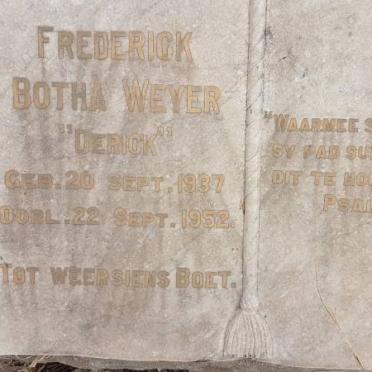 FREDERICK
BOTHA WEYER
"DERICK"
GEB. 20 SEPT. 1937
OORL. 22 SEPT. 1952.
TOT WEERSIENS BOET.
"WAARMEE
SY PAD
DIT TE